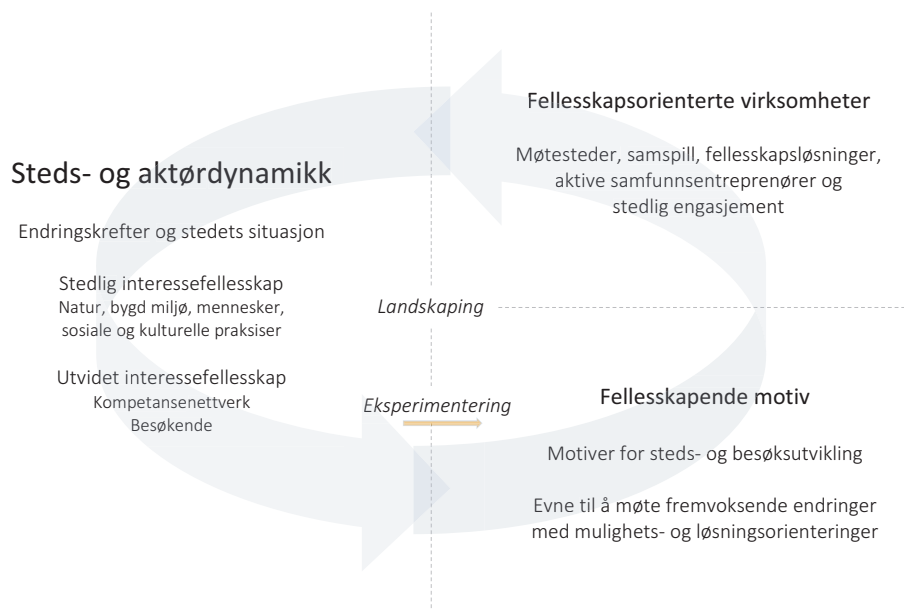 Steds- og aktørdynamikk
Endringskrefter og stedets situasjon
Stedlig interessefellesskap
Natur, bygd miljø, mennesker,
sosiale og kulturelle praksiser
Utvidet interessefellesskap
Kompetansenettverk
Besøkende
Landskaping
Eksperimentering
Fellesskapsorienterte virksomheter
Møtesteder, samspill, fellesskapsløsninger,
aktive samfunnsentreprenører og
stedlig engasjement
Fellesskapende motiv
Motiver for steds- og besøksutvikling
Evne til å møte fremvoksende endringer
med mulighets- og løsningsorienteringer